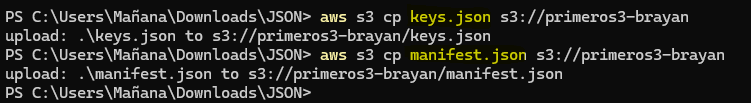 PS C:\Users\Mañana\Downloads\JSON> aws s3 cp keys.json s3://primeros3-brayan
upload: .\keys.json to s3://primeros3-brayan/keys.json
PS C:\Users\Mañana\Downloads\JSON> aws s3 cp manifest.json s3://primeros3-brayan
upload: .\manifest.json to s3://primeros3-brayan/manifest.json
PS C:\Users\Mañana\Downloads\JSON>